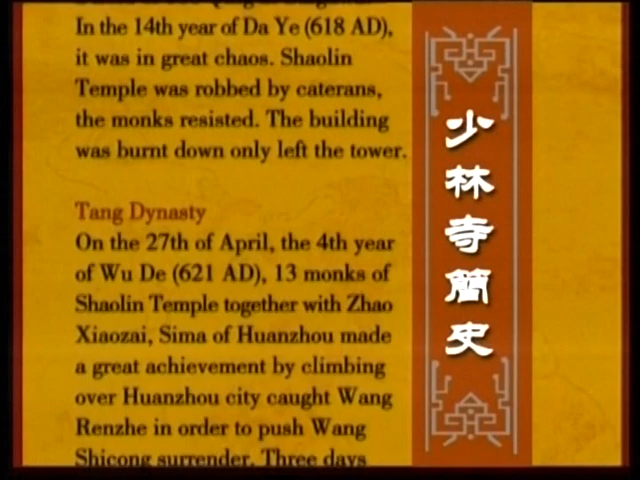 In the 14th year of Da Ye (618 AD),
it was in great chaos. Shaolin
Temple was robbed by caterans,
the monks resisted. The building
was burnt down only left the tower.
Tang Dynasty
On the 27th of April, the 4th year
of Wu De (621 AD), 13 monks of
Shaolin Temple together with Zhao
Xiaozai, Sima of Huanzhou made
a great achievement by climbing
over Huanzhou city caught Wang
Renzhe in order to push Wang
Shicong surrender. Three days
少林寺簡史